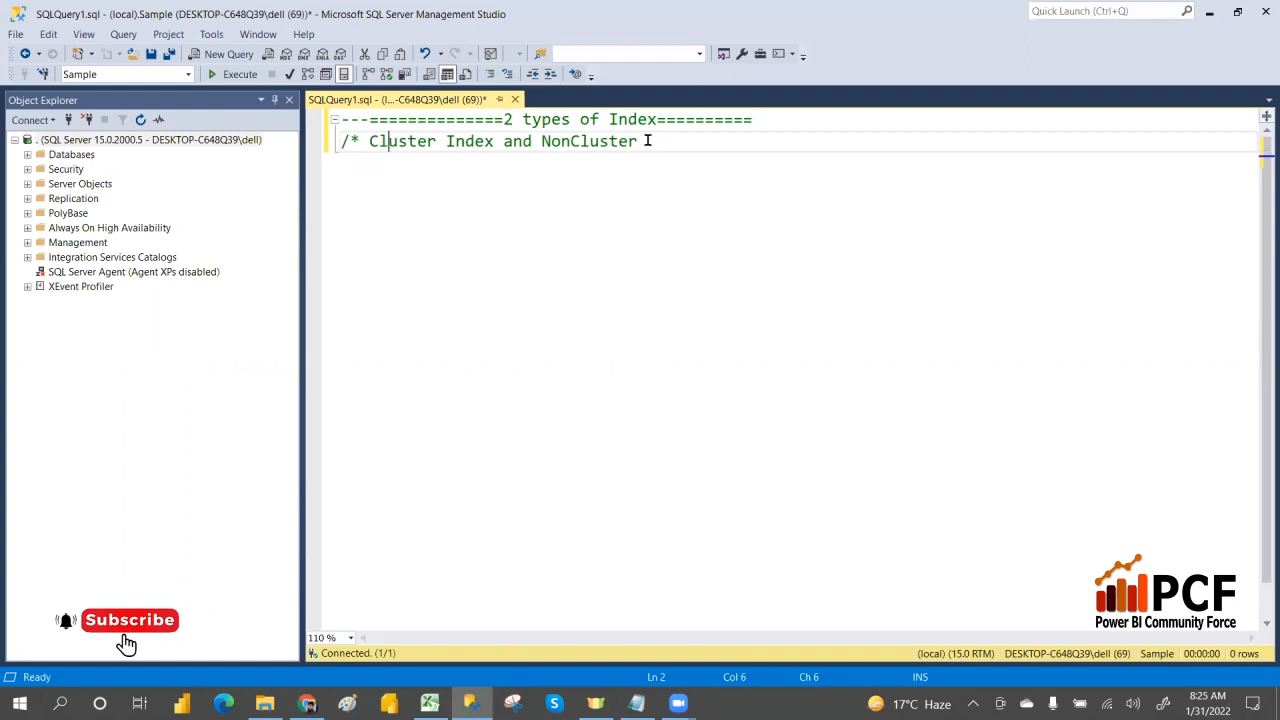 SQLQuery1.sql - (local).Sample (DESKTOP-C648Q39\dell (69))* - Microsoft SQL Server Management Studio
Quick Launch (Ctrl+Q)
File Edit View Query Project Tools Window Help
New Query
MDX DMX XMLA DAX
Sample
Execute
Object Explorer
SQLQuery1.sql - (l...-C648Q39\dell (69))*
Connect
. (SQL Server 15.0.2000.5 - DESKTOP-C648Q39\dell)
Databases
Security
Server Objects
Replication
PolyBase
Always On High Availability
Management
Integration Services Catalogs
SQL Server Agent (Agent XPs disabled)
XEvent Profiler
---==============2 types of Index==========
/* Cluster Index and NonCluster
Subscribe
PCF
Power BI Community Force
110 %
Connected. (1/1)
(local) (15.0 RTM) DESKTOP-C648Q39\dell (69) Sample 00:00:00 0 rows
Ready
Ln 2 Col 6 Ch 6 INS
17°C Haze
8:25 AM
1/31/2022